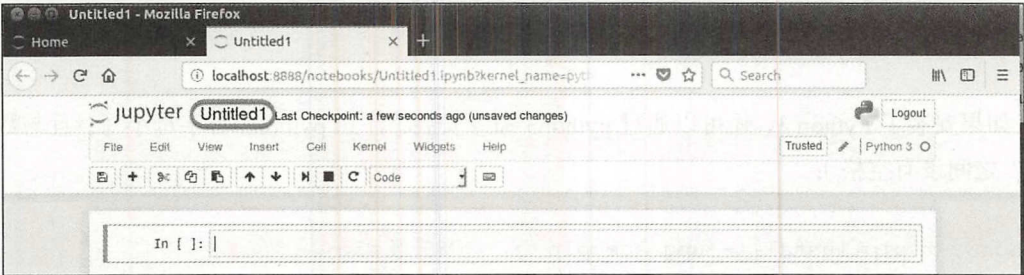 Untitled1 - Mozilla Firefox
Home × Untitled1 × +
localhost:8888/notebooks/Untitled1.ipynb?kernel_name=pyt ··· Search
jupyter Untitled1 Last Checkpoint: a few seconds ago (unsaved changes) Logout
File Edit View Insert Cell Kernel Widgets Help Trusted Python 3
Code
In [ ]: